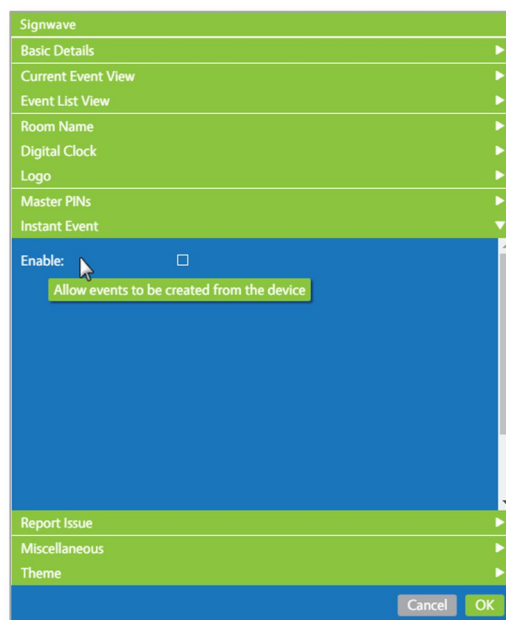 Signwave
Basic Details
Current Event View
Event List View
Room Name
Digital Clock
Logo
Master PINs
Instant Event
Enable:
Allow events to be created from the device
Report Issue
Miscellaneous
Theme
Cancel OK